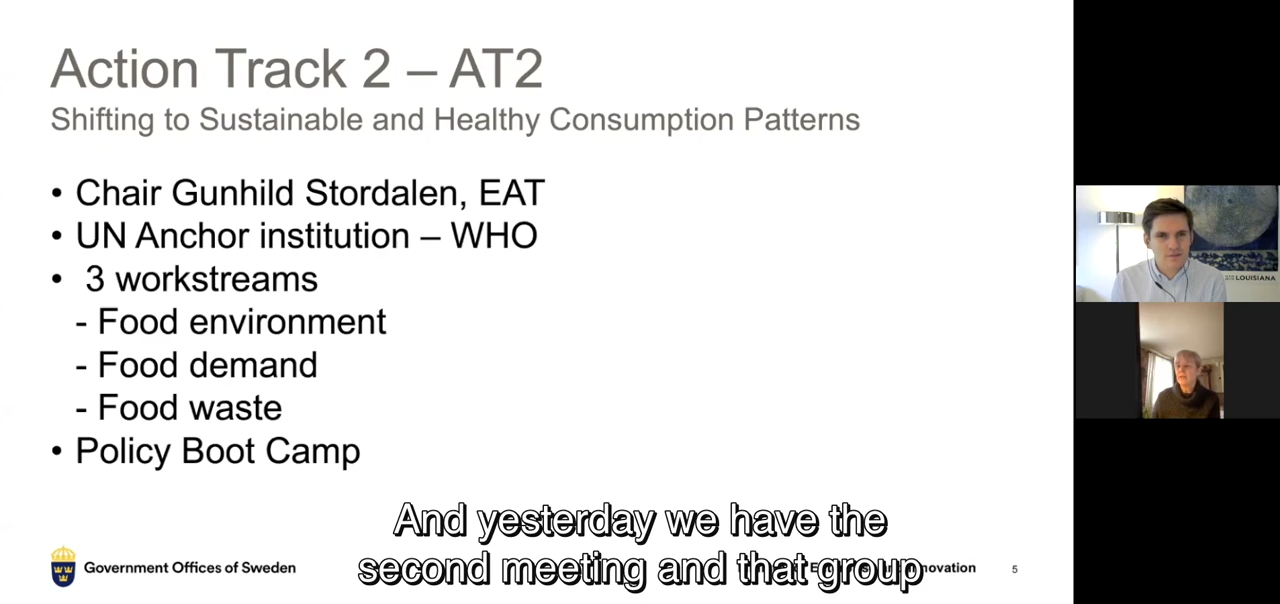 Action Track 2 – AT2
Shifting to Sustainable and Healthy Consumption Patterns
• Chair Gunhild Stordalen, EAT
• UN Anchor institution – WHO
• 3 workstreams
- Food environment
- Food demand
- Food waste
• Policy Boot Camp
And yesterday we have the
second meeting and that group
Government Offices of Sweden
5
LOUISIANA